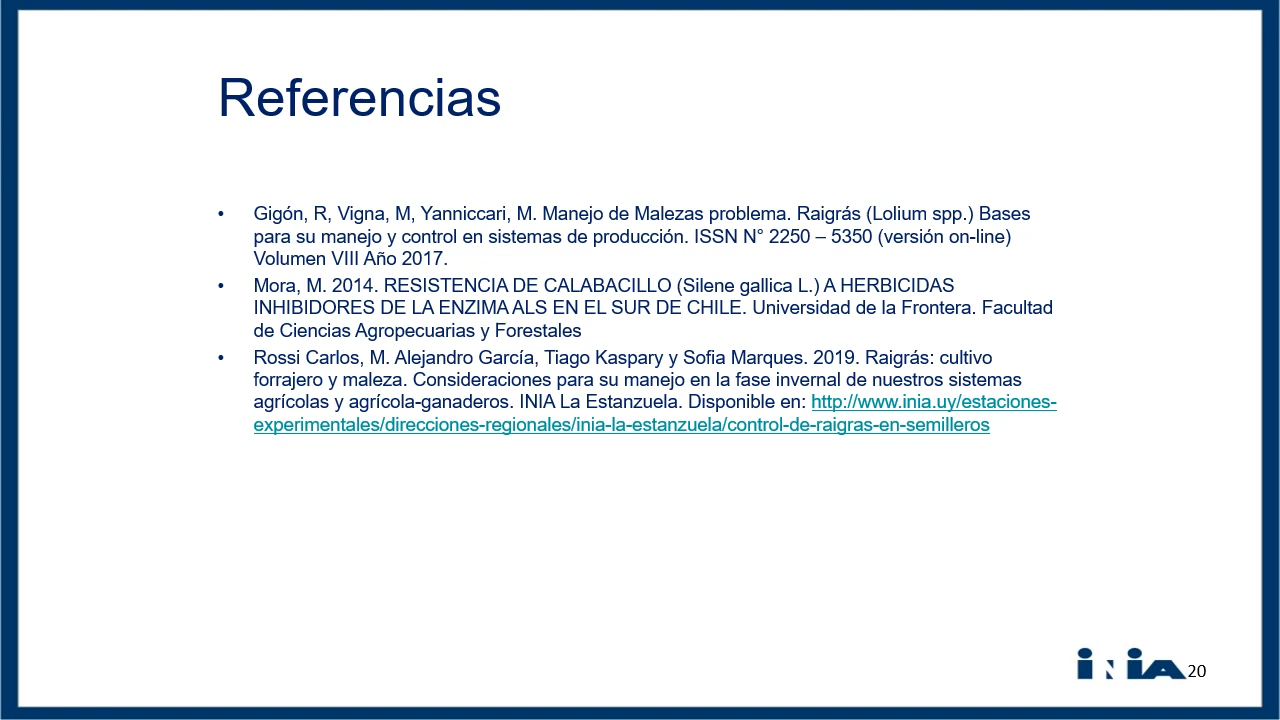 Referencias
• Gigón, R, Vigna, M, Yanniccari, M. Manejo de Malezas problema. Raigrás (Lolium spp.) Bases
para su manejo y control en sistemas de producción. ISSN N° 2250 – 5350 (versión on-line)
Volumen VIII Año 2017.
• Mora, M. 2014. RESISTENCIA DE CALABACILLO (Silene gallica L.) A HERBICIDAS
INHIBIDORES DE LA ENZIMA ALS EN EL SUR DE CHILE. Universidad de la Frontera. Facultad
de Ciencias Agropecuarias y Forestales
• Rossi Carlos, M. Alejandro García, Tiago Kaspary y Sofia Marques. 2019. Raigrás: cultivo
forrajero y maleza. Consideraciones para su manejo en la fase invernal de nuestros sistemas
agrícolas y agrícola-ganaderos. INIA La Estanzuela. Disponible en: http://www.inia.uy/estaciones-
experimentales/direcciones-regionales/inia-la-estanzuela/control-de-raigras-en-semilleros
iNiA 20